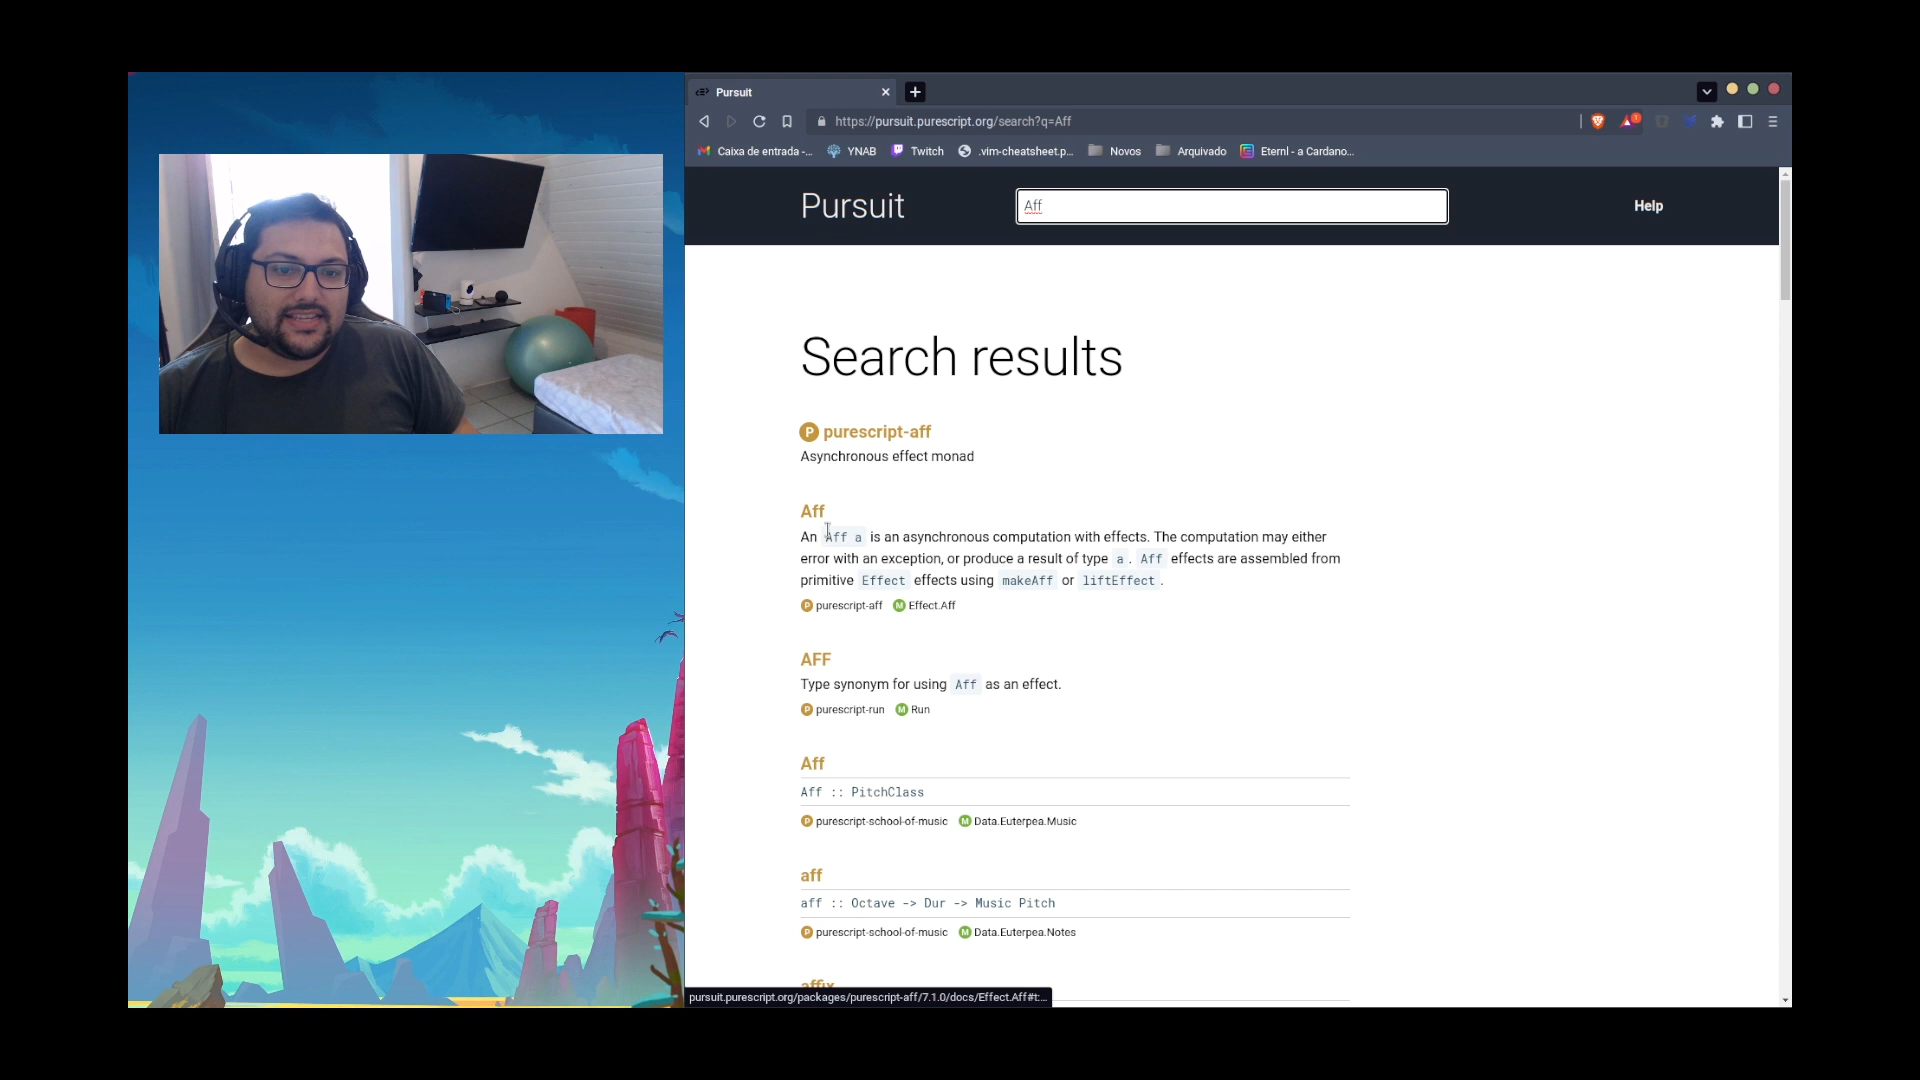 Pursuit
https://pursuit.purescript.org/search?q=Aff
Caixa de entrada -... YNAB Twitch .vim-cheatsheet.p... Novos Arquivado Eternl - a Cardano...
Pursuit Aff Help
Search results
P purescript-aff
Asynchronous effect monad
Aff
An Aff a is an asynchronous computation with effects. The computation may either
error with an exception, or produce a result of type a. Aff effects are assembled from
primitive Effect effects using makeAff or liftEffect.
P purescript-aff M Effect.Aff
AFF
Type synonym for using Aff as an effect.
P purescript-run M Run
Aff
Aff :: PitchClass
P purescript-school-of-music M Data.Euterpea.Music
aff
aff :: Octave -> Dur -> Music Pitch
P purescript-school-of-music M Data.Euterpea.Notes
affix
pursuit.purescript.org/packages/purescript-aff/7.1.0/docs/Effect.Aff#t:...